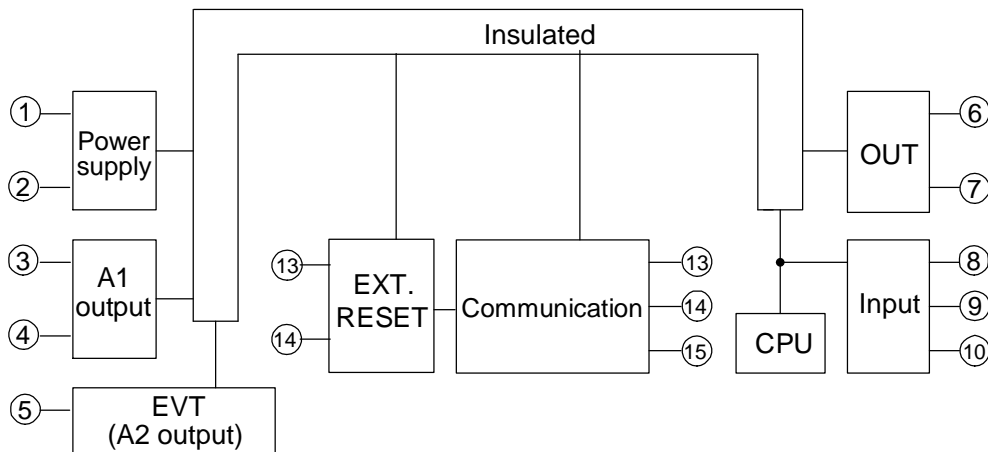 Insulated
①
②
Power
supply
③
④
A1
output
⑤
EVT
(A2 output)
⑬
⑭
EXT.
RESET
Communication
⑬
⑭
⑮
CPU
OUT
⑥
⑦
Input
⑧
⑨
⑩